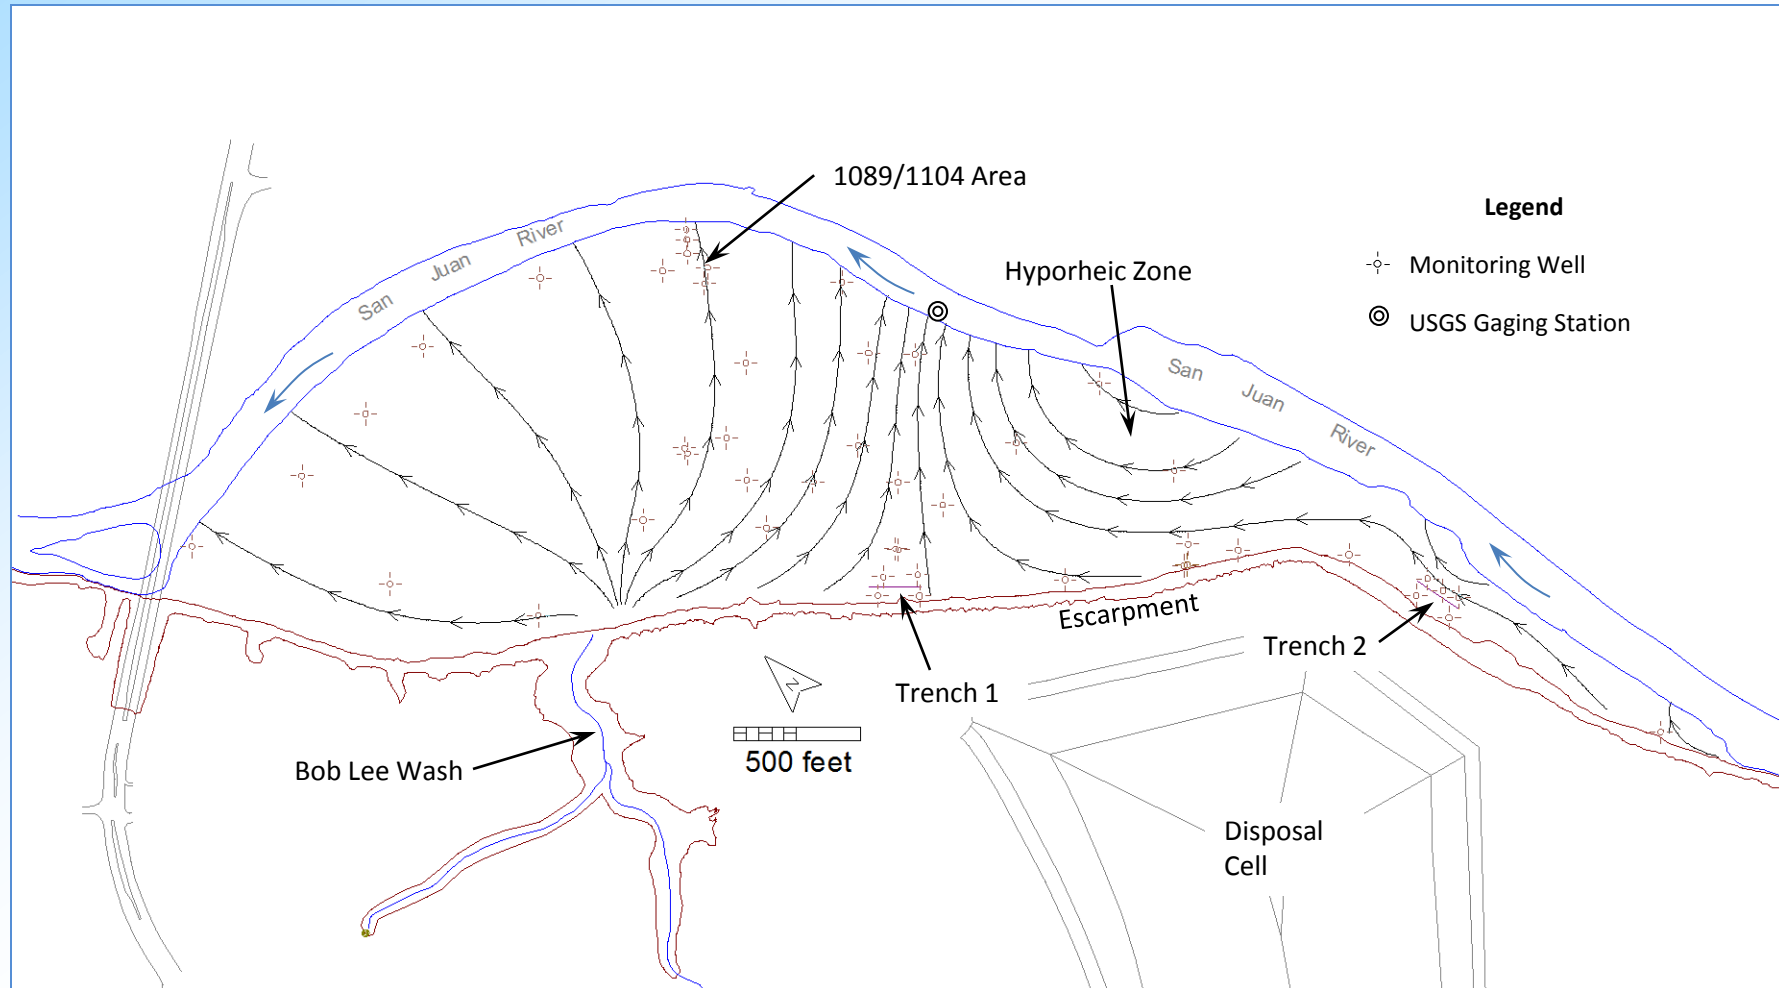 1089/1104 Area
Legend
San Juan River
Hyporheic Zone
Monitoring Well
USGS Gaging Station
San Juan River
Escarpment
Trench 2
Trench 1
N
500 feet
Bob Lee Wash
Disposal
Cell